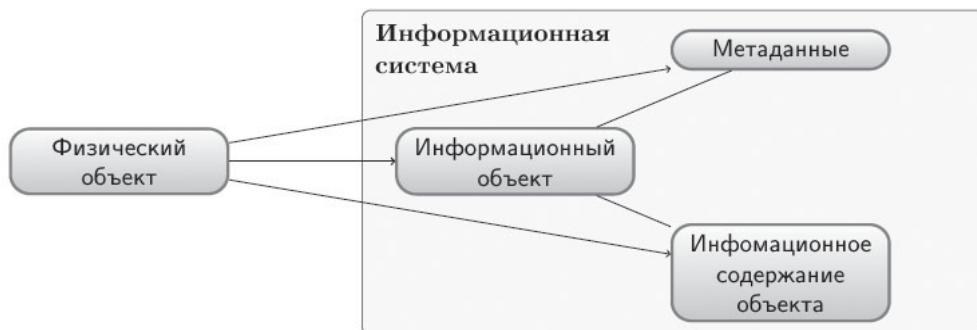 Информационная
система
Метаданные
Физический
объект
Информационный
объект
Инфомационное
содержание
объекта